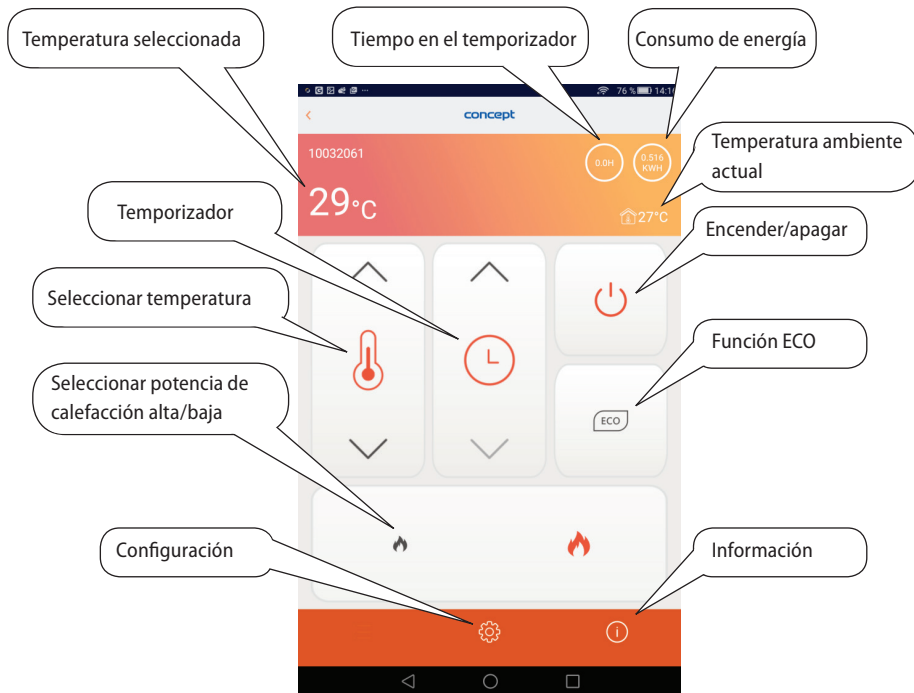 Temperatura seleccionada
Tiempo en el temporizador
Consumo de energía
76 % 14:16
concept
10032061
0.0H
0.516
KWH
Temperatura ambiente
actual
29°C
27°C
Temporizador
Encender/apagar
Seleccionar temperatura
Función ECO
Seleccionar potencia de
calefacción alta/baja
ECO
Configuración
Información